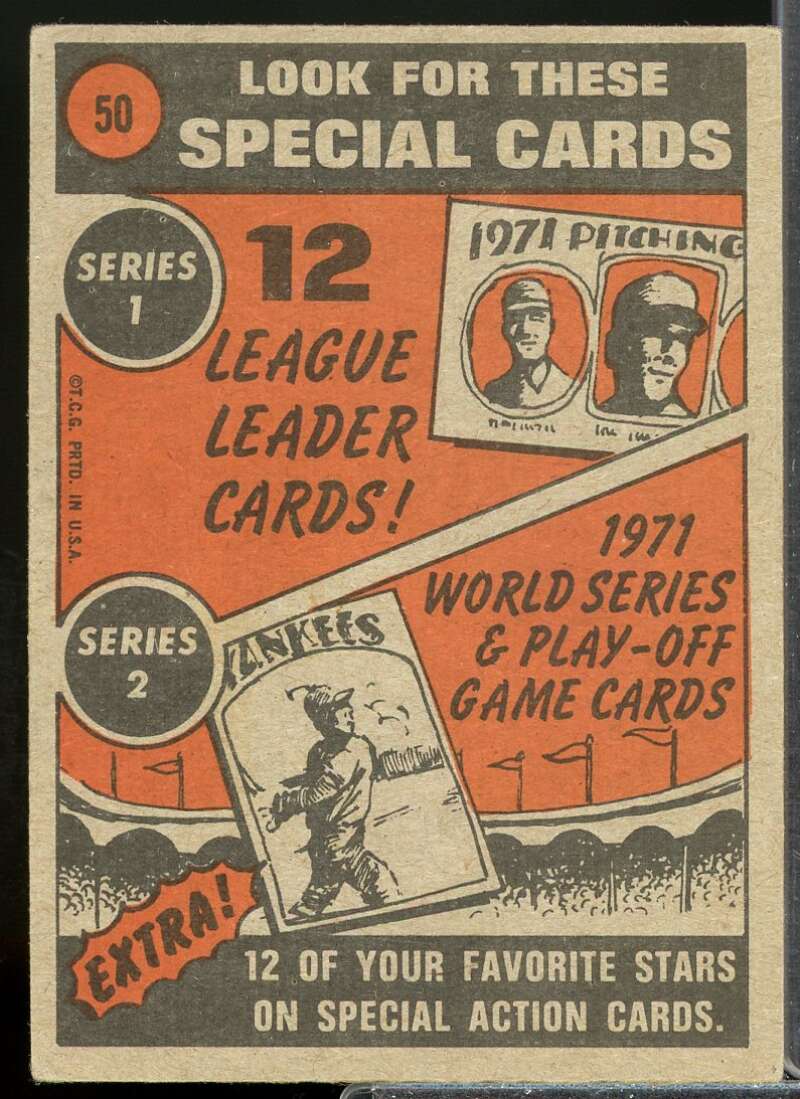 50
LOOK FOR THESE
SPECIAL CARDS
SERIES
1
12
LEAGUE
LEADER
CARDS!
1971 PITCHING
©T.C.G. PRTD. IN U.S.A.
1971
WORLD SERIES
& PLAY-OFF
GAME CARDS
SERIES
2
YANKEES
EXTRA!
12 OF YOUR FAVORITE STARS
ON SPECIAL ACTION CARDS.